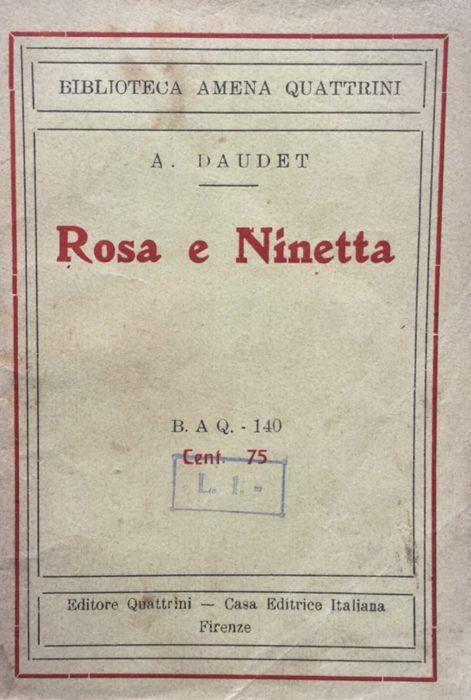 BIBLIOTECA AMENA QUATTRINI
A. DAUDET
Rosa e Ninetta
B. A Q. - 140
Cent. 75
L. 1.-
Editore Quattrini — Casa Editrice Italiana
Firenze